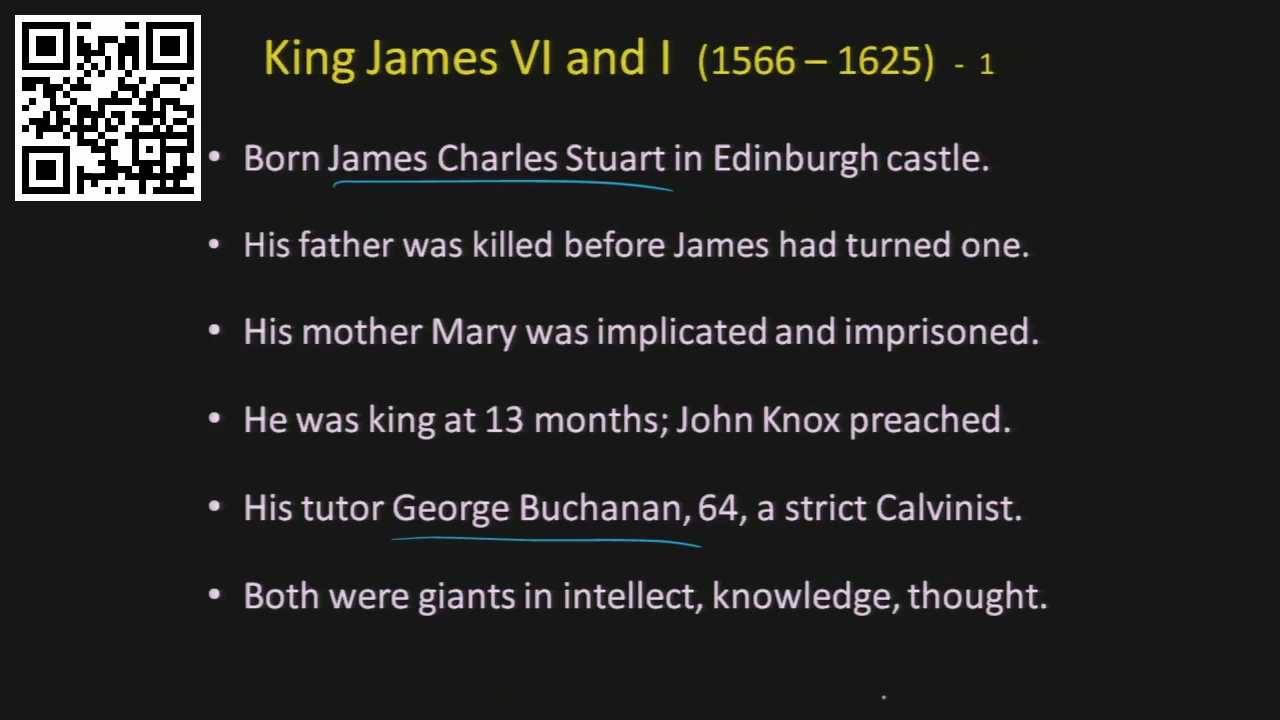 King James VI and I (1566 – 1625) - 1
• Born James Charles Stuart in Edinburgh castle.
• His father was killed before James had turned one.
• His mother Mary was implicated and imprisoned.
• He was king at 13 months; John Knox preached.
• His tutor George Buchanan, 64, a strict Calvinist.
• Both were giants in intellect, knowledge, thought.